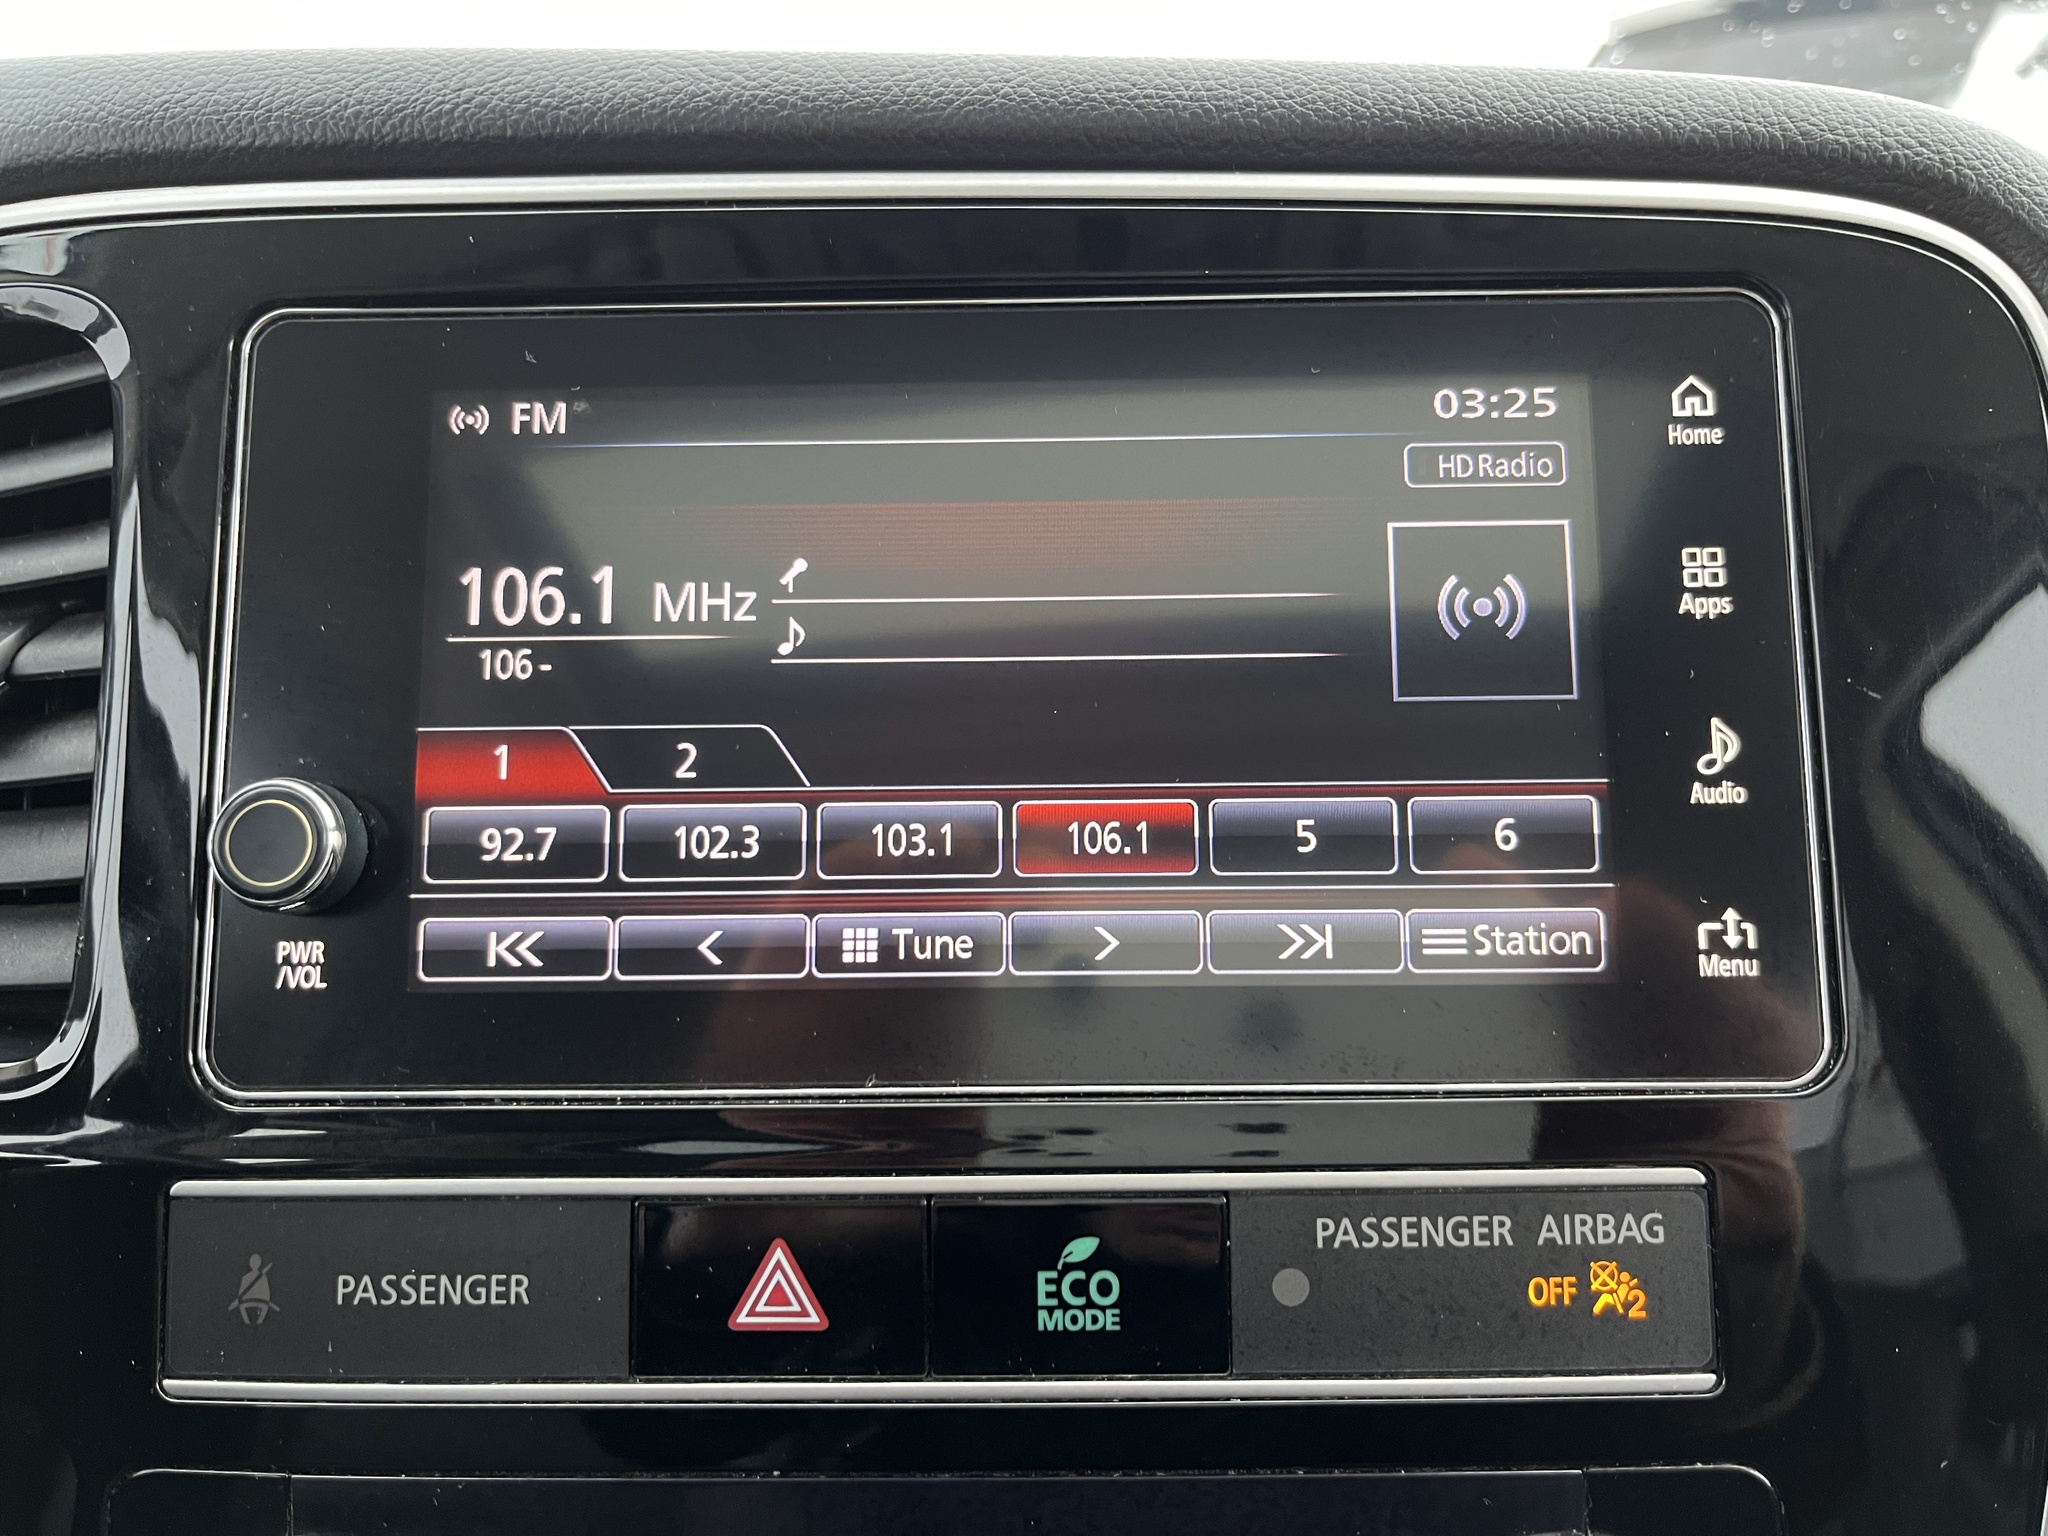 FM
03:25
Home
HD Radio
106.1 MHz
106-
Apps
1
2
Audio
92.7
102.3
103.1
106.1
5
6
Tune
Station
PWR
/VOL
Menu
PASSENGER
ECO
MODE
PASSENGER AIRBAG
OFF
2